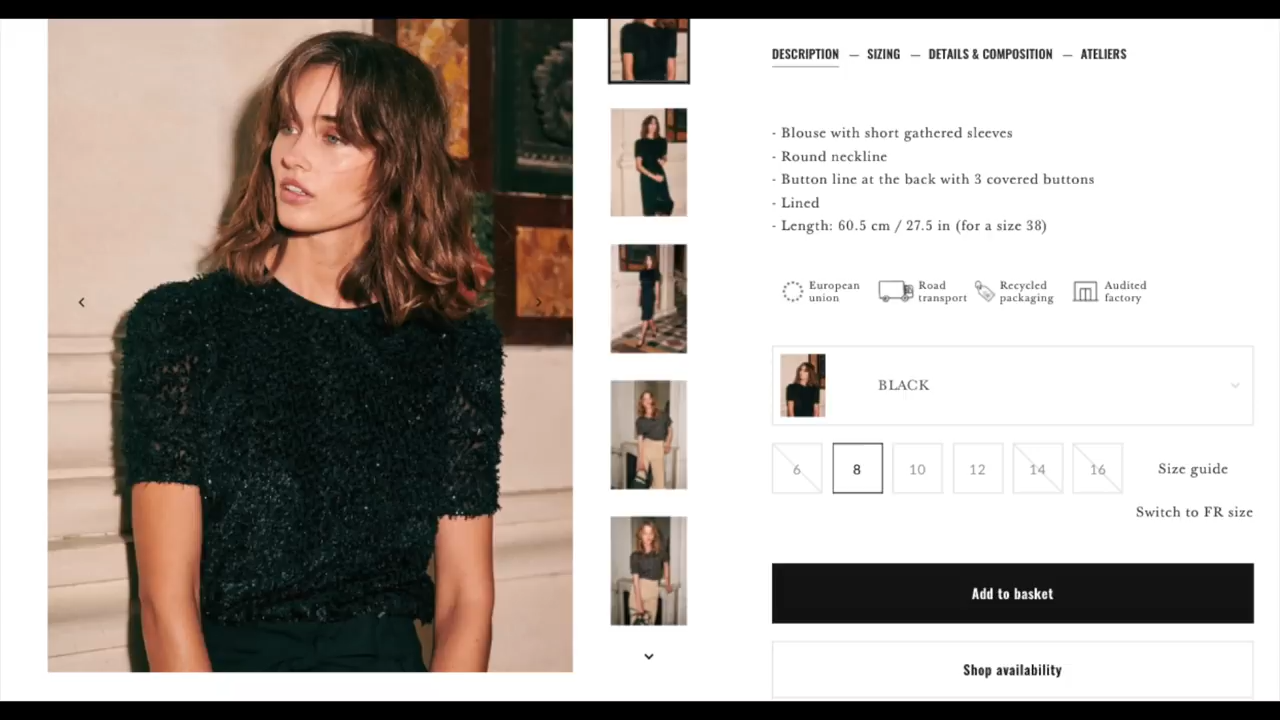 DESCRIPTION — SIZING — DETAILS & COMPOSITION — ATELIERS
- Blouse with short gathered sleeves
- Round neckline
- Button line at the back with 3 covered buttons
- Lined
- Length: 60.5 cm / 27.5 in (for a size 38)
European union
Road transport
Recycled packaging
Audited factory
BLACK
6 8 10 12 14 16 Size guide
Switch to FR size
Add to basket
Shop availability